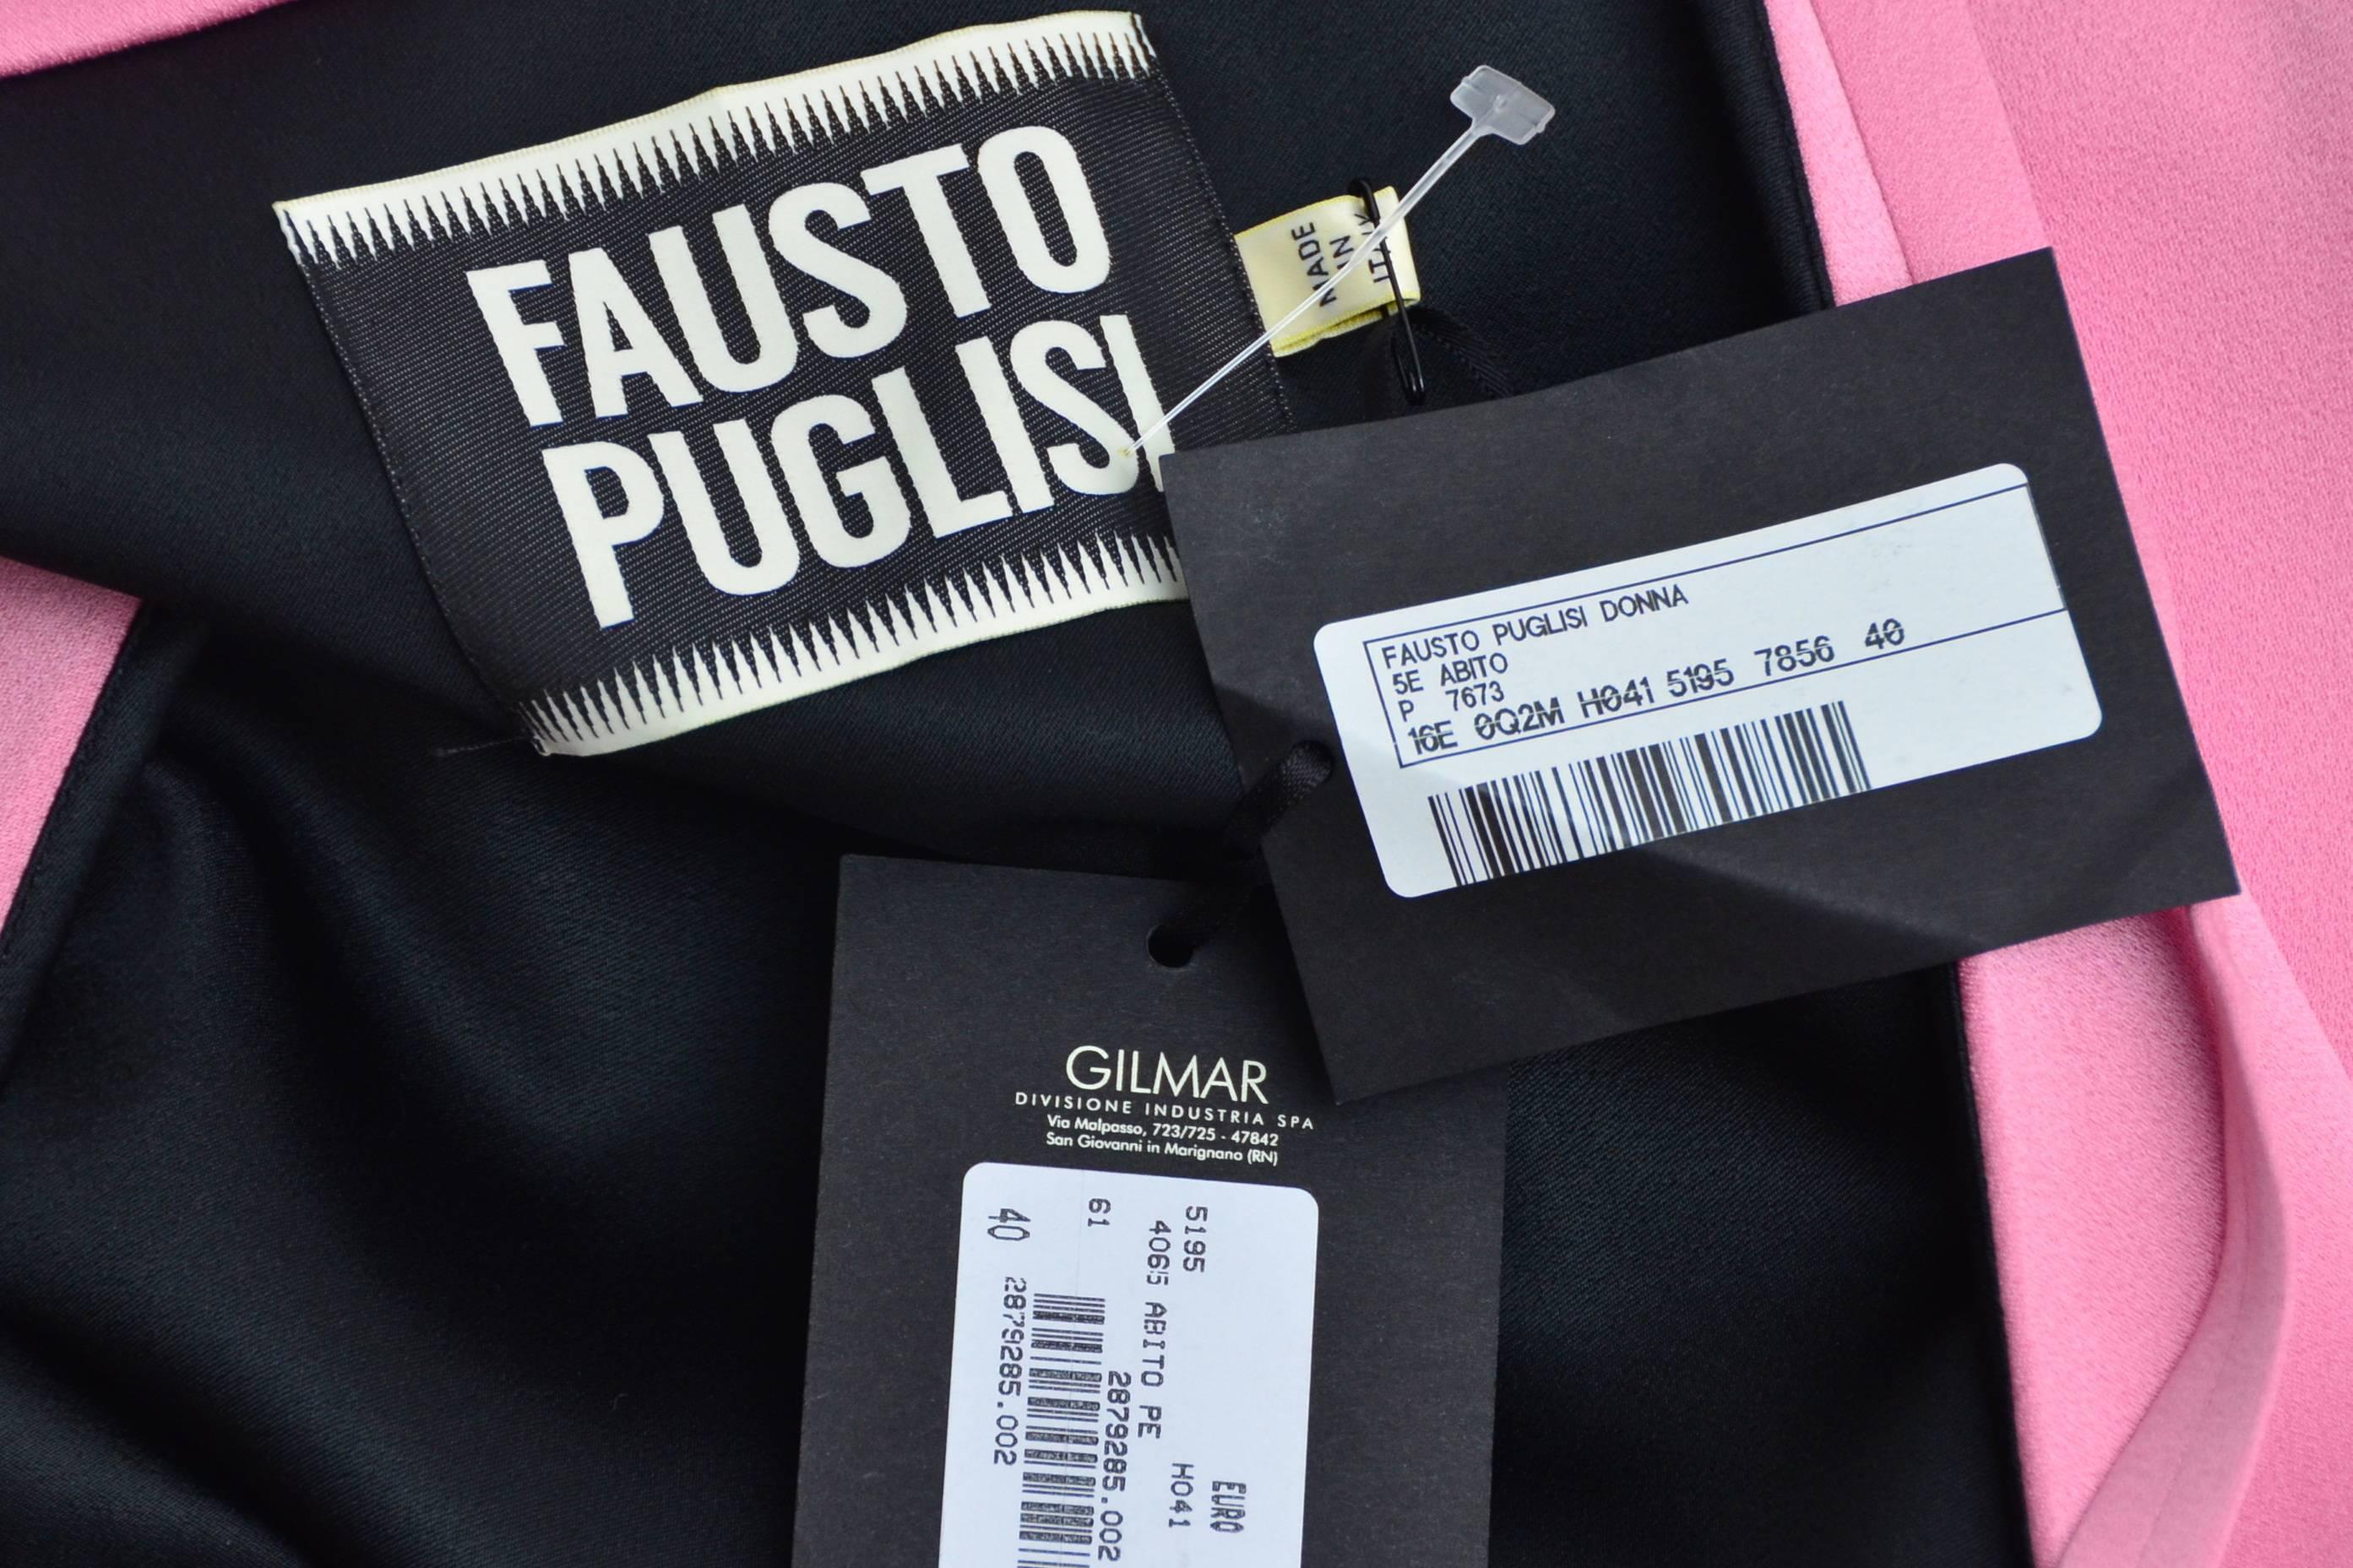 FAUSTO
PUGLISI
MADE
IN
ITALY
FAUSTO PUGLISI DONNA
5E ABITO
P 7673
16E 0Q2M H041 5195 7856 40
GILMAR
DIVISIONE INDUSTRIA SPA
Via Malpasso, 723/725 - 47842
San Giovanni in Marignano (RN)
EURO
5195 H041
4065 ABITO PE
61 2879285.002
40 2879285.002